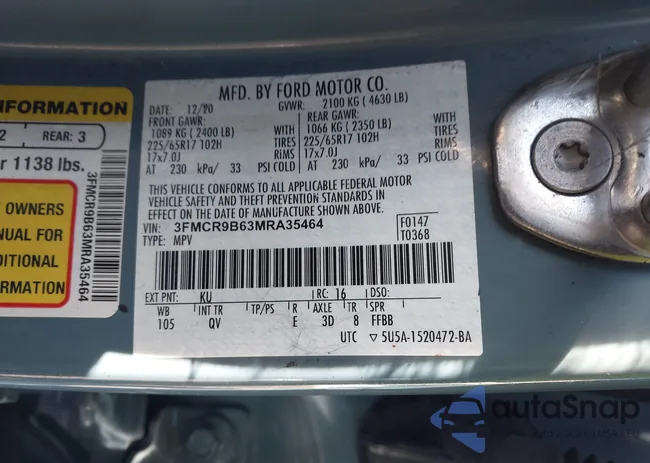 INFORMATION
2 REAR: 3
r 1138 lbs.
OWNERS
NUAL FOR
DITIONAL
FORMATION
3FMCR9B63MRA35464
MFD. BY FORD MOTOR CO.
DATE: 12/20 GVWR: 2100 KG (4630 LB)
FRONT GAWR: REAR GAWR:
1089 KG (2400 LB) WITH 1066 KG (2350 LB) WITH
225/65R17 102H TIRES 225/65R17 102H TIRES
17x7.0J RIMS 17x7.0J RIMS
AT 230 kPa/ 33 PSI COLD AT 230 kPa/ 33 PSI COLD
THIS VEHICLE CONFORMS TO ALL APPLICABLE FEDERAL MOTOR
VEHICLE SAFETY AND THEFT PREVENTION STANDARDS IN
EFFECT ON THE DATE OF MANUFACTURE SHOWN ABOVE.
VIN: 3FMCR9B63MRA35464 F0147
TYPE: MPV T0368
EXT PNT: KU RC: 16 DSO:
WB INT TR TP/PS R AXLE TR SPR
105 QV E 3D 8 FFBB
UTC ▽5U5A-1520472-BA
autaSnap